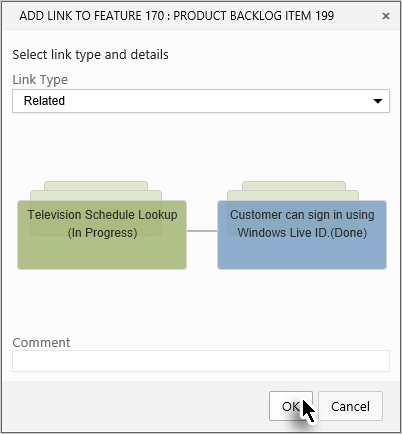 ADD LINK TO FEATURE 170 : PRODUCT BACKLOG ITEM 199
Select link type and details
Link Type
Related
Television Schedule Lookup
(In Progress)
Customer can sign in using
Windows Live ID.(Done)
Comment
OK
Cancel